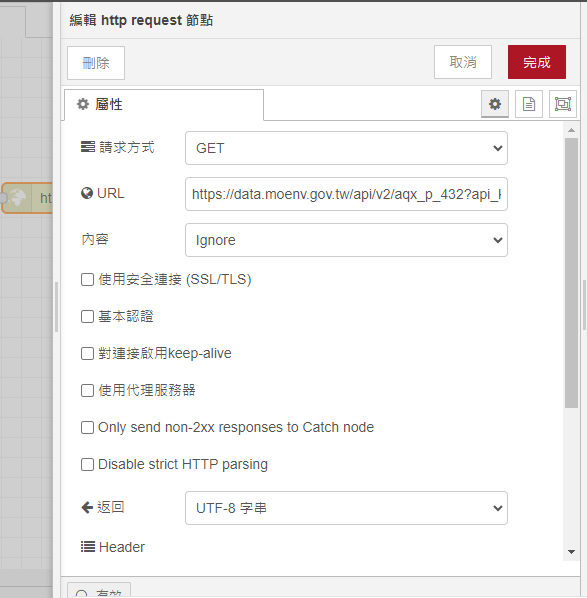 編輯 http request 節點
刪除
取消
完成
屬性
請求方式
GET
URL
https://data.moenv.gov.tw/api/v2/aqx_p_432?api_
ht
內容
Ignore
使用安全連接 (SSL/TLS)
基本認證
對連接啟用keep-alive
使用代理服務器
Only send non-2xx responses to Catch node
Disable strict HTTP parsing
返回
UTF-8 字串
Header
有效